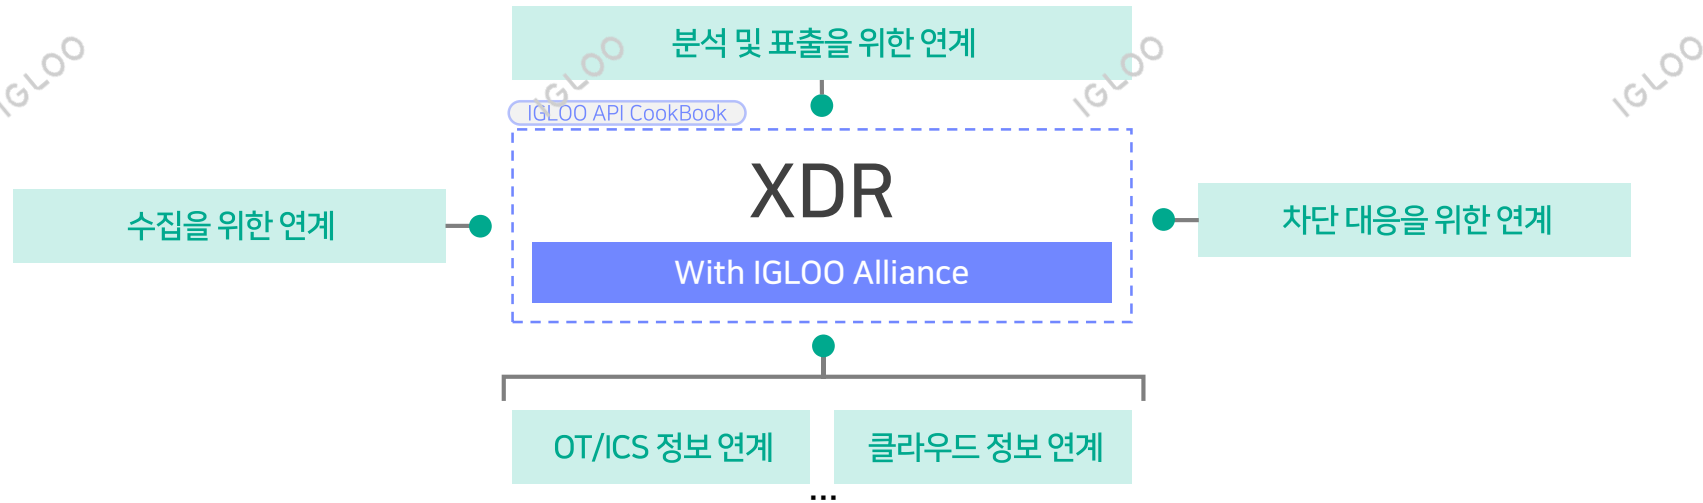 분석 및 표출을 위한 연계
IGLOO
IGLOO
IGLOO
IGLOO
IGLOO API CookBook
XDR
수집을 위한 연계
차단 대응을 위한 연계
With IGLOO Alliance
OT/ICS 정보 연계
클라우드 정보 연계
...